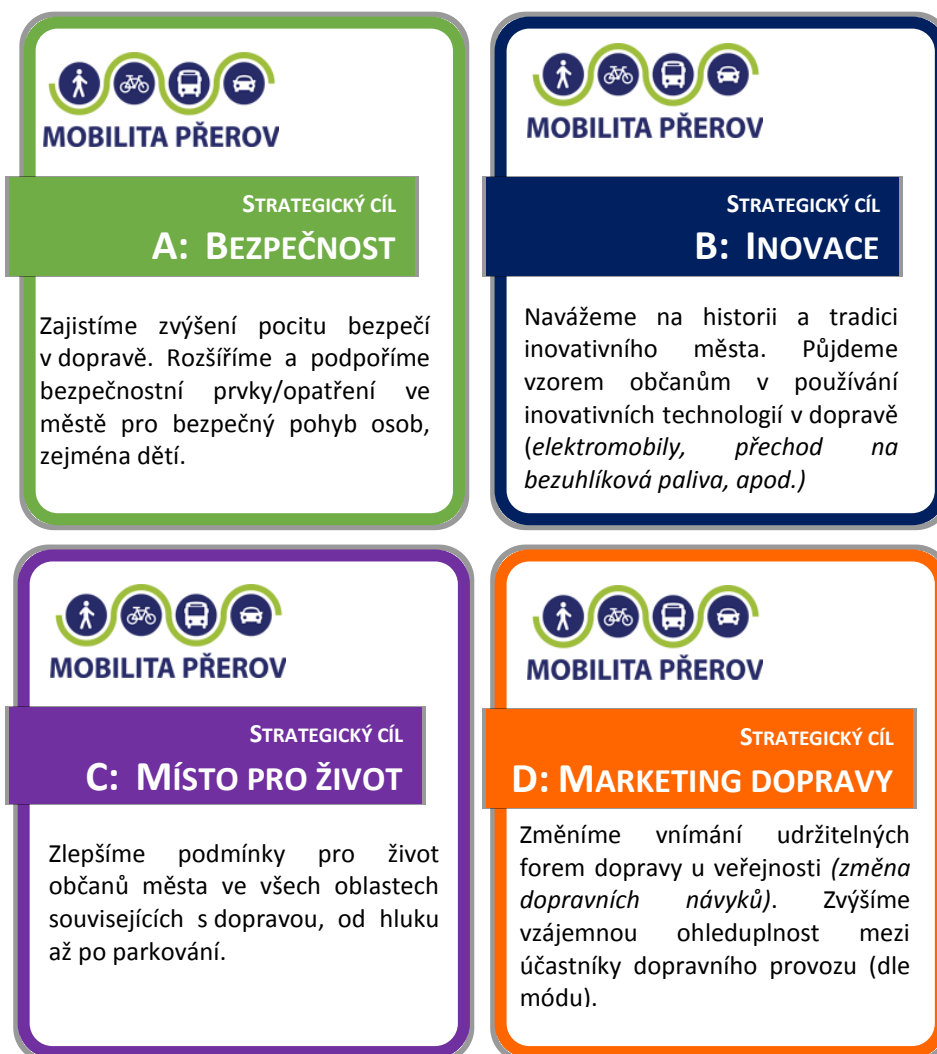 MOBILITA PŘEROV
STRATEGICKÝ CÍL
A: BEZPEČNOST
Zajistíme zvýšení pocitu bezpečí
v dopravě. Rozšíříme a podpoříme
bezpečnostní prvky/opatření ve
městě pro bezpečný pohyb osob,
zejména dětí.
MOBILITA PŘEROV
STRATEGICKÝ CÍL
B: INOVACE
Navážeme na historii a tradici
inovativního města. Půjdeme
vzorem občanům v používání
inovativních technologií v dopravě
(elektromobily, přechod na
bezuhlíková paliva, apod.)
MOBILITA PŘEROV
STRATEGICKÝ CÍL
C: MÍSTO PRO ŽIVOT
Zlepšíme podmínky pro život
občanů města ve všech oblastech
souvisejících s dopravou, od hluku
až po parkování.
MOBILITA PŘEROV
STRATEGICKÝ CÍL
D: MARKETING DOPRAVY
Změníme vnímání udržitelných
forem dopravy u veřejnosti (změna
dopravních návyků). Zvýšíme
vzájemnou ohleduplnost mezi
účastníky dopravního provozu (dle
módu).